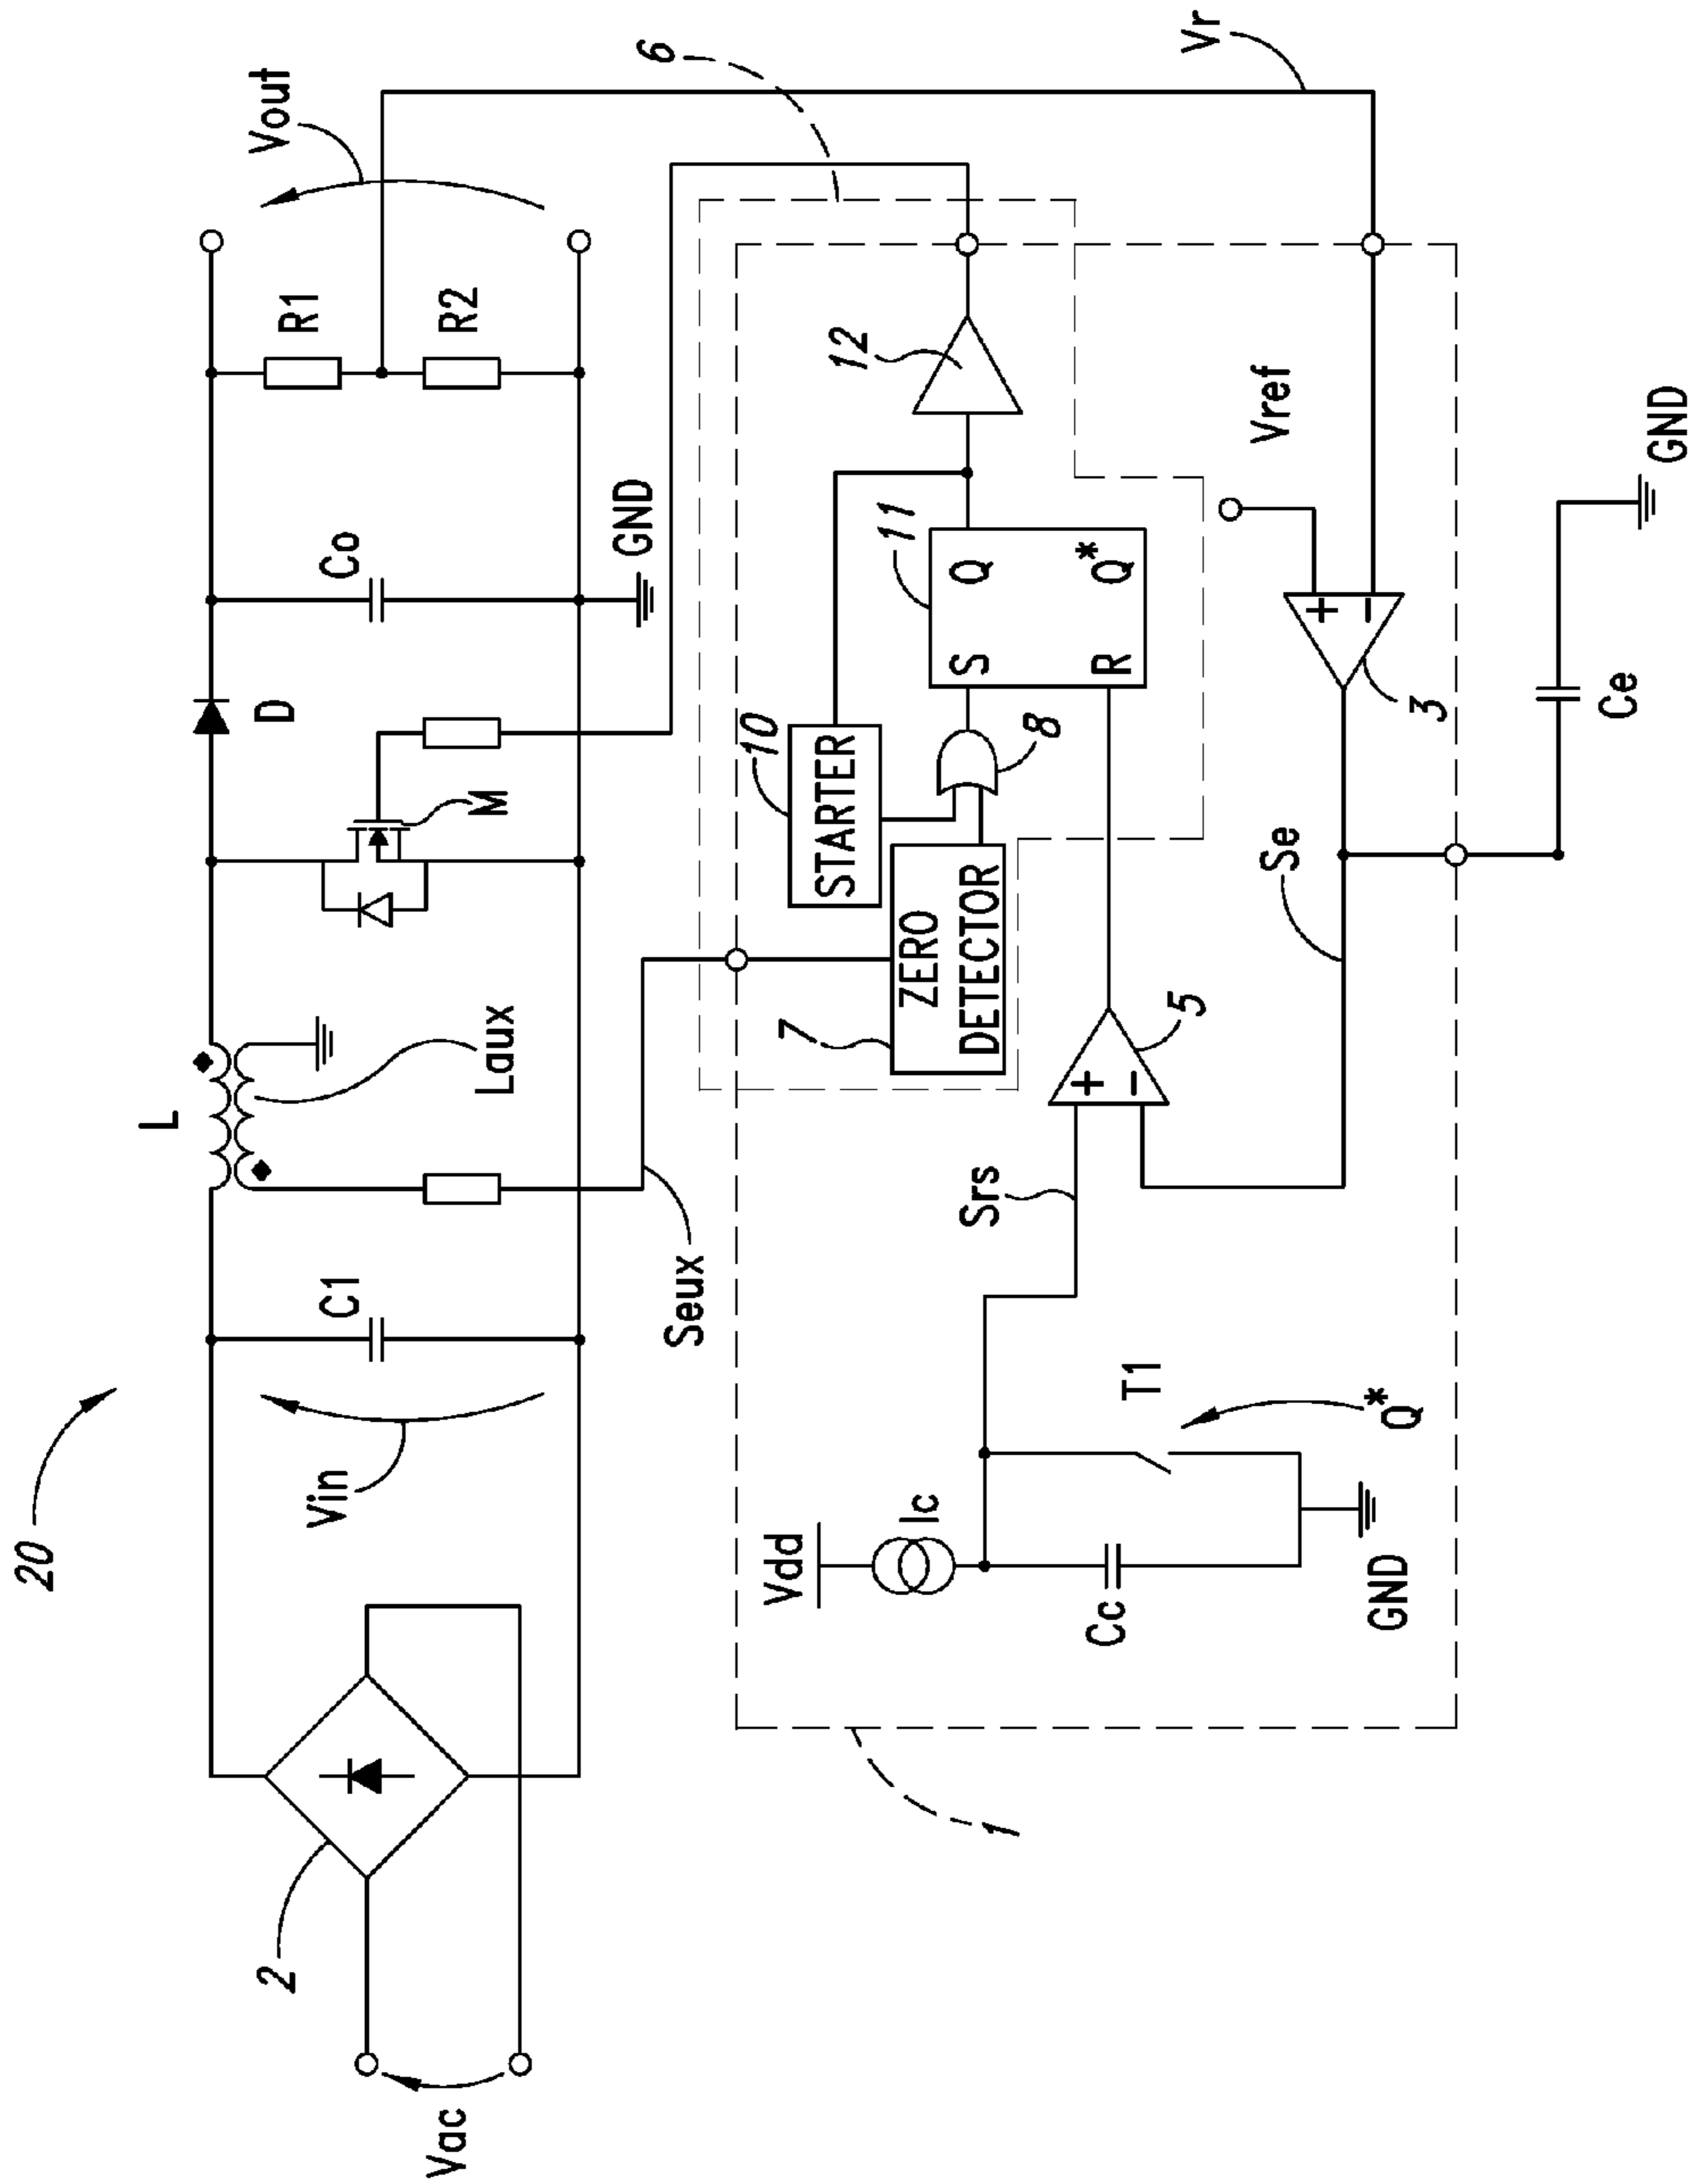 20
Vac
2
Vin
C1
L
Laux
Seux
M
D
Co
GND
R1
R2
Vout
6
Vr
1
Vdd
Ic
Cc
T1
Q*
GND
Srs
5
7
ZERO
DETECTOR
10
STARTER
8
11
S
Q
R
Q*
12
Vref
+
-
3
+
-
Se
Ce
GND